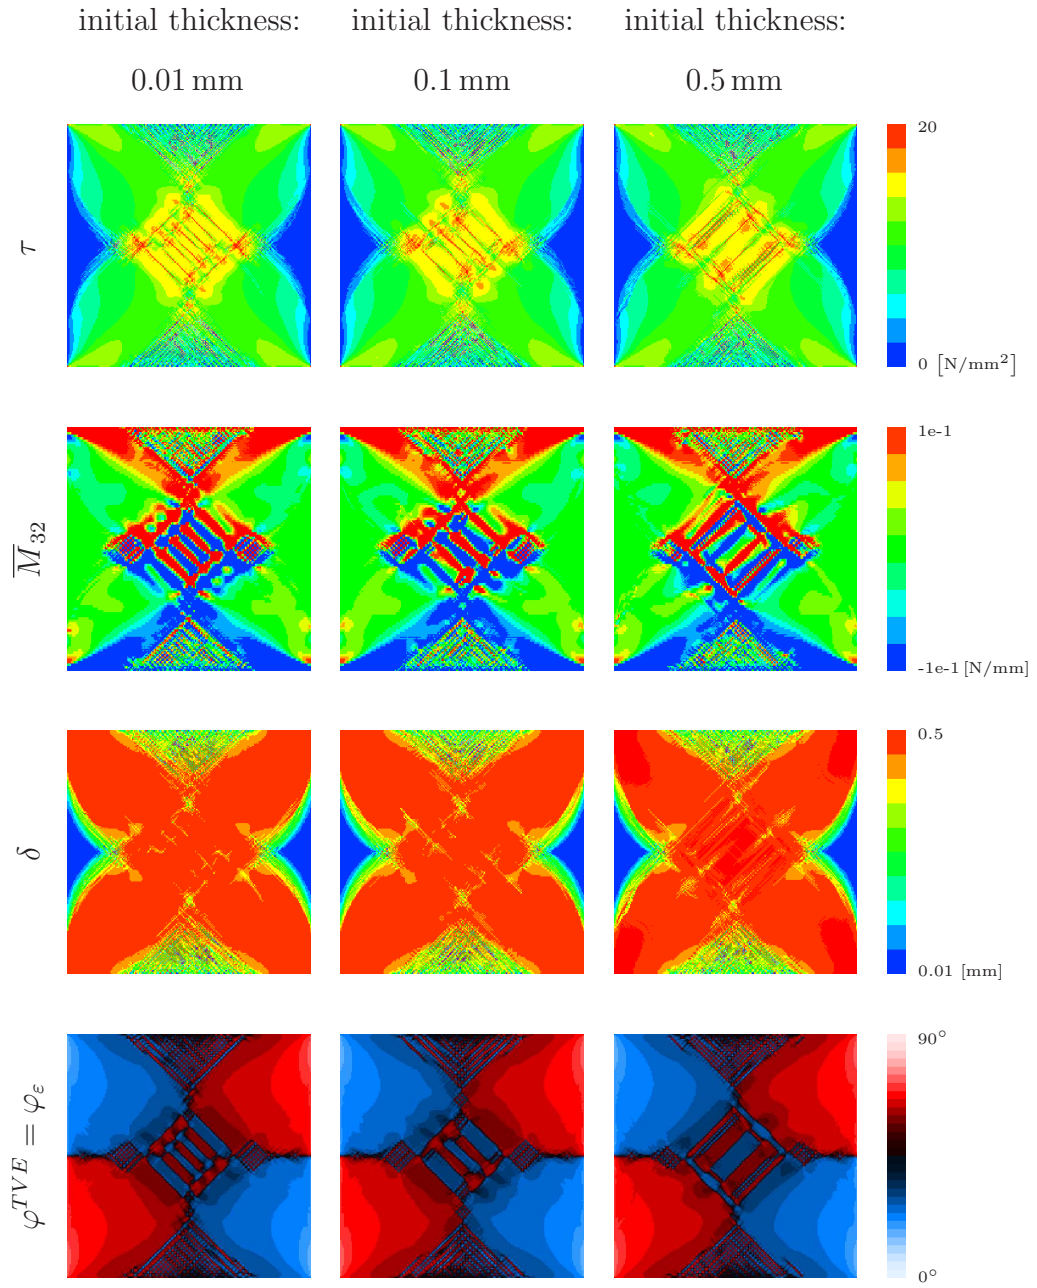 initial thickness: initial thickness: initial thickness:
0.01 mm 0.1 mm 0.5 mm
τ
20
0 [N/mm²]
M̅₃₂
1e-1
-1e-1 [N/mm]
δ
0.5
0.01 [mm]
φ^{TVE} = φ_ε
90°
0°